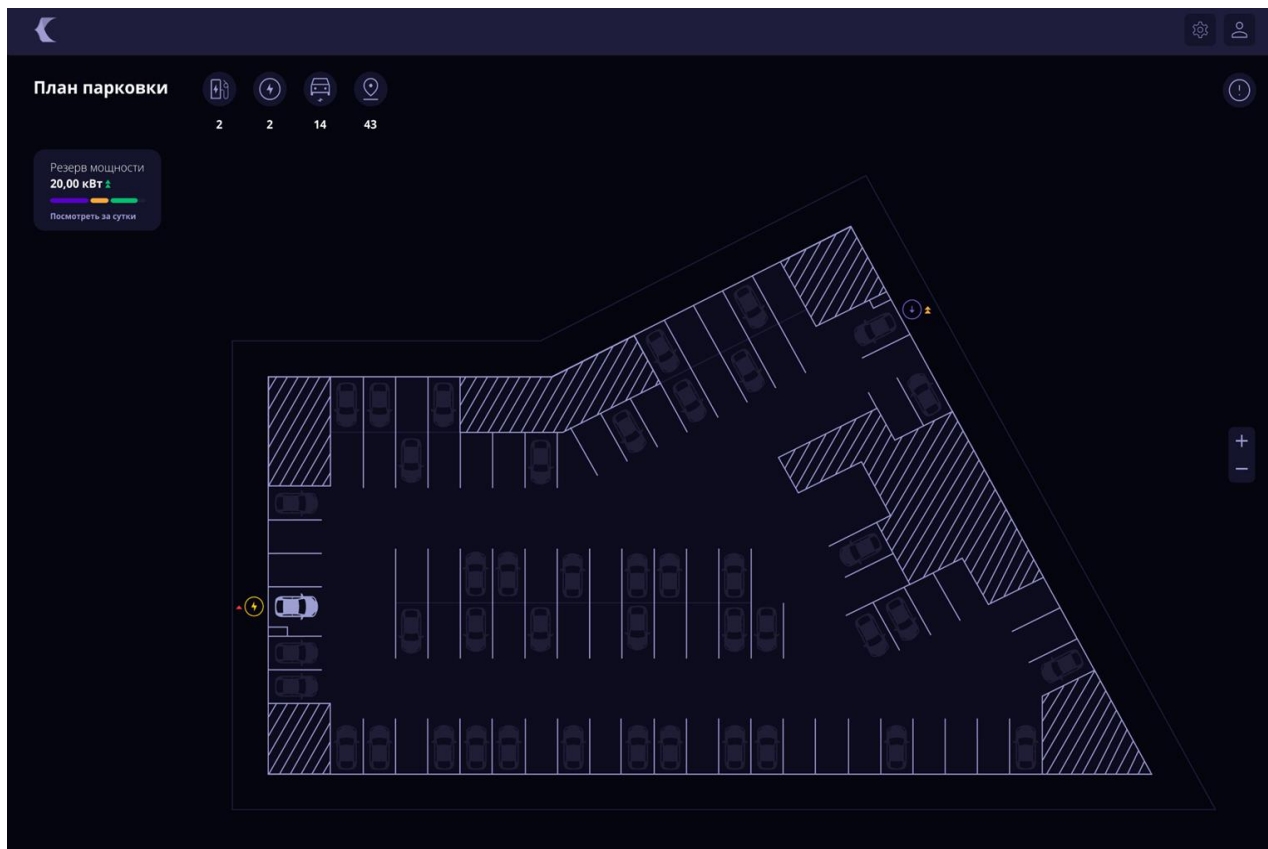 План парковки
2
2
14
43
Резерв мощности
20,00 кВт
Посмотреть за сутки